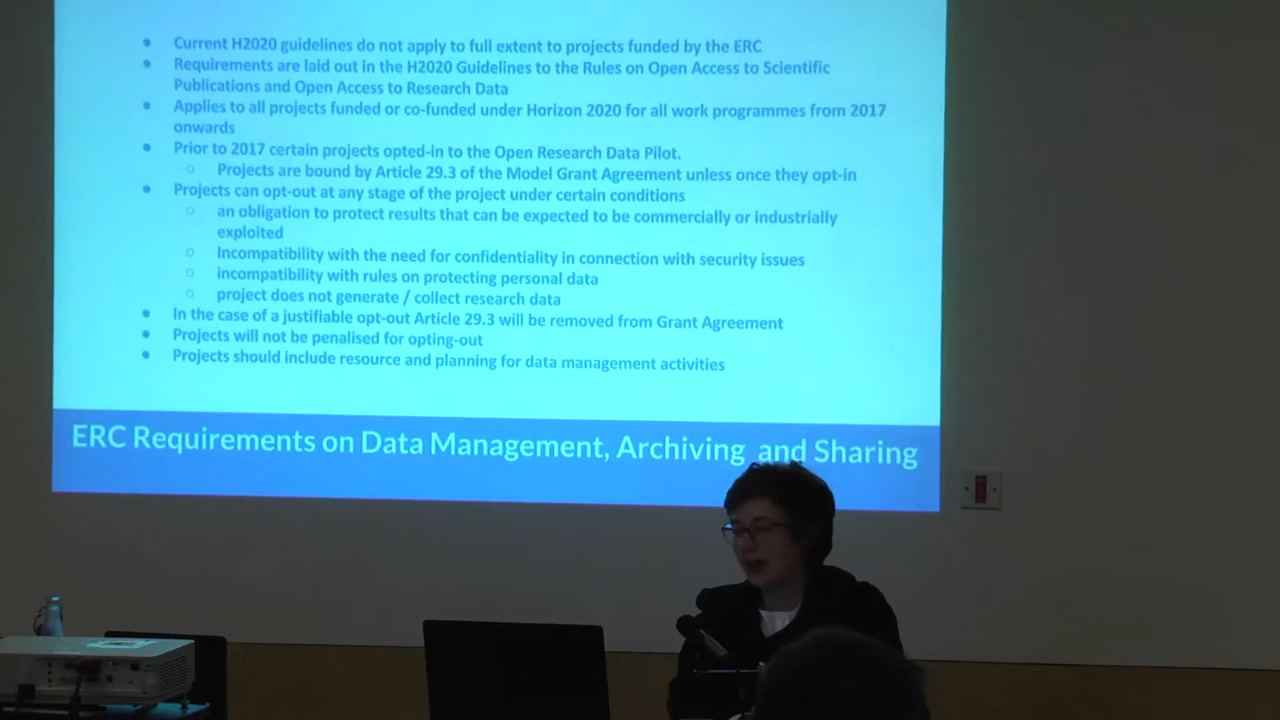 • Current H2020 guidelines do not apply to full extent to projects funded by the ERC
• Requirements are laid out in the H2020 Guidelines to the Rules on Open Access to Scientific
Publications and Open Access to Research Data
• Applies to all projects funded or co-funded under Horizon 2020 for all work programmes from 2017
onwards
• Prior to 2017 certain projects opted-in to the Open Research Data Pilot.
○ Projects are bound by Article 29.3 of the Model Grant Agreement unless once they opt-in
• Projects can opt-out at any stage of the project under certain conditions
○ an obligation to protect results that can be expected to be commercially or industrially
exploited
○ Incompatibility with the need for confidentiality in connection with security issues
○ incompatibility with rules on protecting personal data
○ project does not generate / collect research data
• In the case of a justifiable opt-out Article 29.3 will be removed from Grant Agreement
• Projects will not be penalised for opting-out
• Projects should include resource and planning for data management activities
ERC Requirements on Data Management, Archiving and Sharing